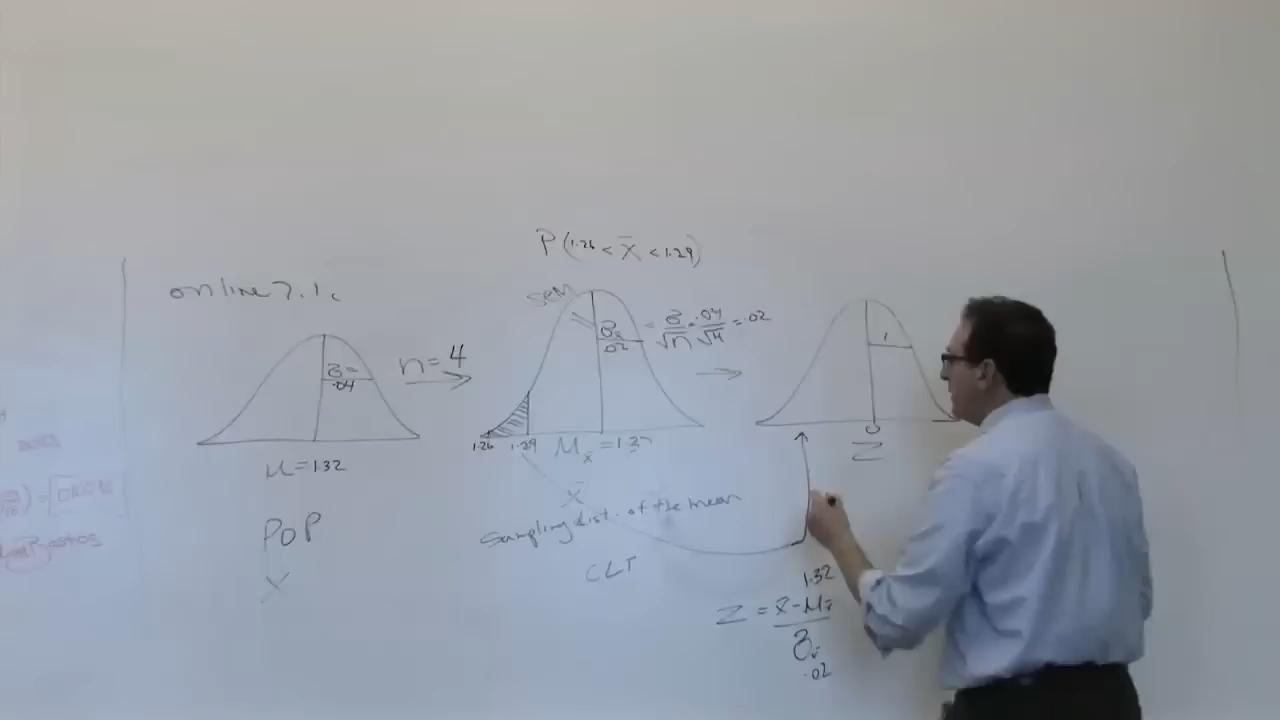 online 7.1c
σ=
.04
μ=1.32
POP
X
n=4
P(1.26 < X̄ < 1.29)
SEM
σx̄
.02
= σ/√n = .04/√4 = .02
1.26 1.29 μx̄ = 1.32
X̄
Sampling dist. of the mean
CLT
1
0
Z
1.32
Z = x̄-μx̄
σx̄
.02